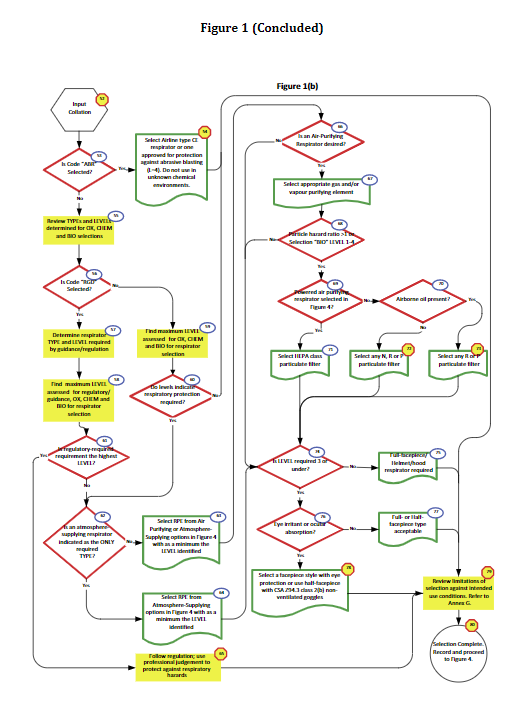 Figure 1 (Concluded)
Figure 1(b)
52
Input
Collation
53
Is Code "ABR"
Selected?
Yes
No
54
Select Airline type CE
respirator or one
approved for protection
against abrasive blasting
(L=4). Do not use in
unknown chemical
environments.
55
Review TYPEs and LEVELs
determined for OX, CHEM
and BIO selections
56
Is Code "RGD"
Selected?
No
Yes
57
Determine respirator
TYPE and LEVEL required
by guidance/regulation
58
Find maximum LEVEL
assessed for regulatory/
guidance, OX, CHEM and
BIO for respirator
selection
59
Find maximum LEVEL
assessed for OX, CHEM
and BIO for respirator
selection
60
Do levels indicate
respiratory protection
required?
No
Yes
61
Is regulatory-required
requirement the highest
LEVEL?
Yes
No
62
Is an atmosphere-
supplying respirator
indicated as the ONLY
required
TYPE?
No
Yes
63
Select RPE from Air
Purifying or Atmosphere-
Supplying options in Figure 4
with as a minimum the
LEVEL identified
64
Select RPE from
Atmosphere-Supplying
options in Figure 4 with as a
minimum the LEVEL
identified
65
Follow regulation; use
professional judgement to
protect against respiratory
hazards
66
Is an Air-Purifying
Respirator desired?
No
Yes
67
Select appropriate gas and/or
vapour purifying element
68
Particle hazard ratio >1 or
Selection "BIO" LEVEL 1-4
No
Yes
69
Powered air purifying
respirator selected in
Figure 4?
No
Yes
70
Airborne oil present?
Yes
No
71
Select HEPA class
particulate filter
72
Select any N, R or P
particulate filter
73
Select any R or P
particulate filter
74
Is LEVEL required 3 or
under?
No
Yes
75
Full-facepiece/
Helmet/hood
respirator required
76
Eye irritant or ocular
absorption?
No
Yes
77
Full- or Half-
facepiece type
acceptable
78
Select a facepiece style with eye
protection or use half-facepiece
with CSA Z94.3 class 2(b) non-
ventilated goggles
79
Review limitations of
selection against intended
use conditions. Refer to
Annex G.
80
Selection Complete.
Record and proceed
to Figure 4.